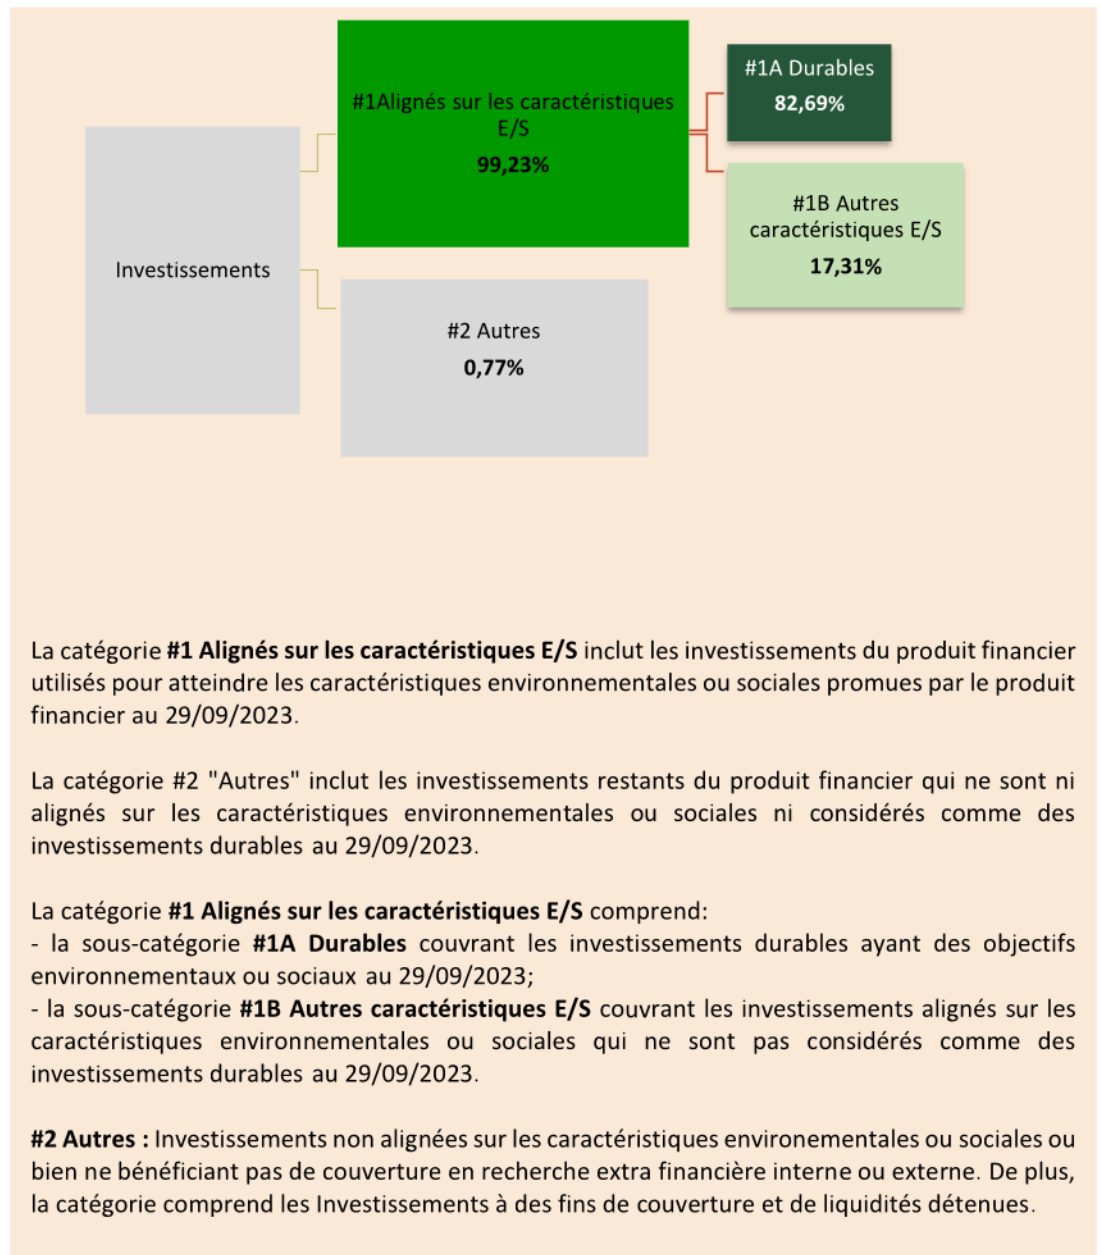 #1Alignés sur les caractéristiques
E/S
99,23%
#1A Durables
82,69%
#1B Autres
caractéristiques E/S
17,31%
Investissements
#2 Autres
0,77%
La catégorie #1 Alignés sur les caractéristiques E/S inclut les investissements du produit financier
utilisés pour atteindre les caractéristiques environnementales ou sociales promues par le produit
financier au 29/09/2023.
La catégorie #2 "Autres" inclut les investissements restants du produit financier qui ne sont ni
alignés sur les caractéristiques environnementales ou sociales ni considérés comme des
investissements durables au 29/09/2023.
La catégorie #1 Alignés sur les caractéristiques E/S comprend:
- la sous-catégorie #1A Durables couvrant les investissements durables ayant des objectifs
environnementaux ou sociaux au 29/09/2023;
- la sous-catégorie #1B Autres caractéristiques E/S couvrant les investissements alignés sur les
caractéristiques environnementales ou sociales qui ne sont pas considérés comme des
investissements durables au 29/09/2023.
#2 Autres : Investissements non alignées sur les caractéristiques environementales ou sociales ou
bien ne bénéficiant pas de couverture en recherche extra financière interne ou externe. De plus,
la catégorie comprend les Investissements à des fins de couverture et de liquidités détenues.